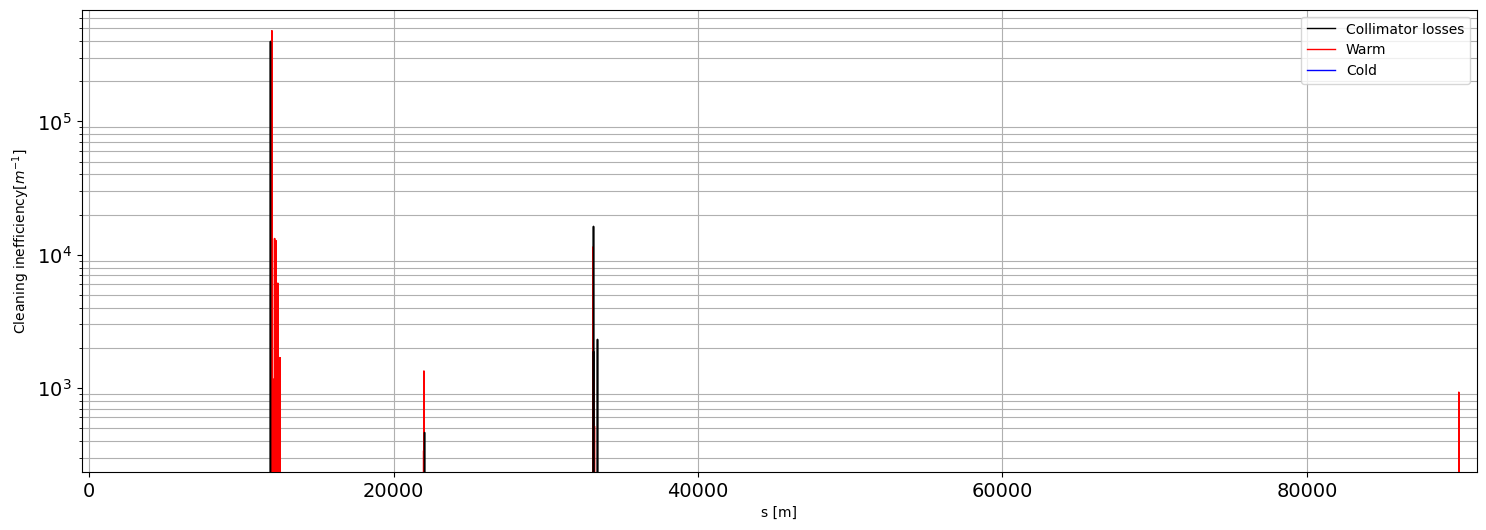 Collimator losses
Warm
Cold
10^5
10^4
10^3
Cleaning inefficiency[m^{-1}]
0 20000 40000 60000 80000
s [m]